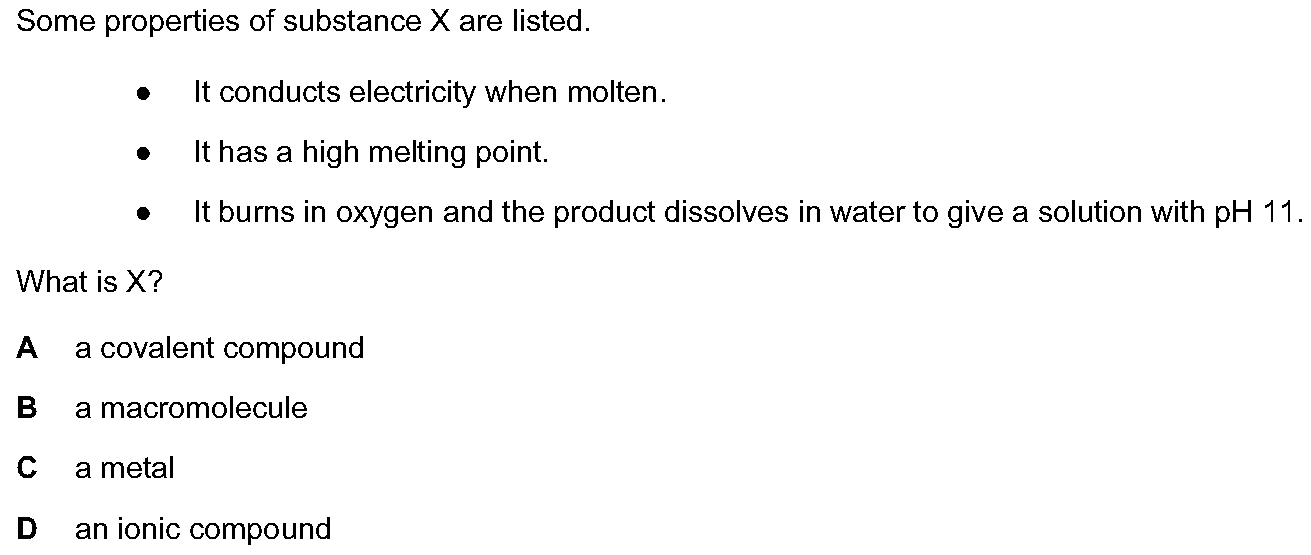 Some properties of substance X are listed.
● It conducts electricity when molten.
● It has a high melting point.
● It burns in oxygen and the product dissolves in water to give a solution with pH 11.
What is X?
A a covalent compound
B a macromolecule
C a metal
D an ionic compound